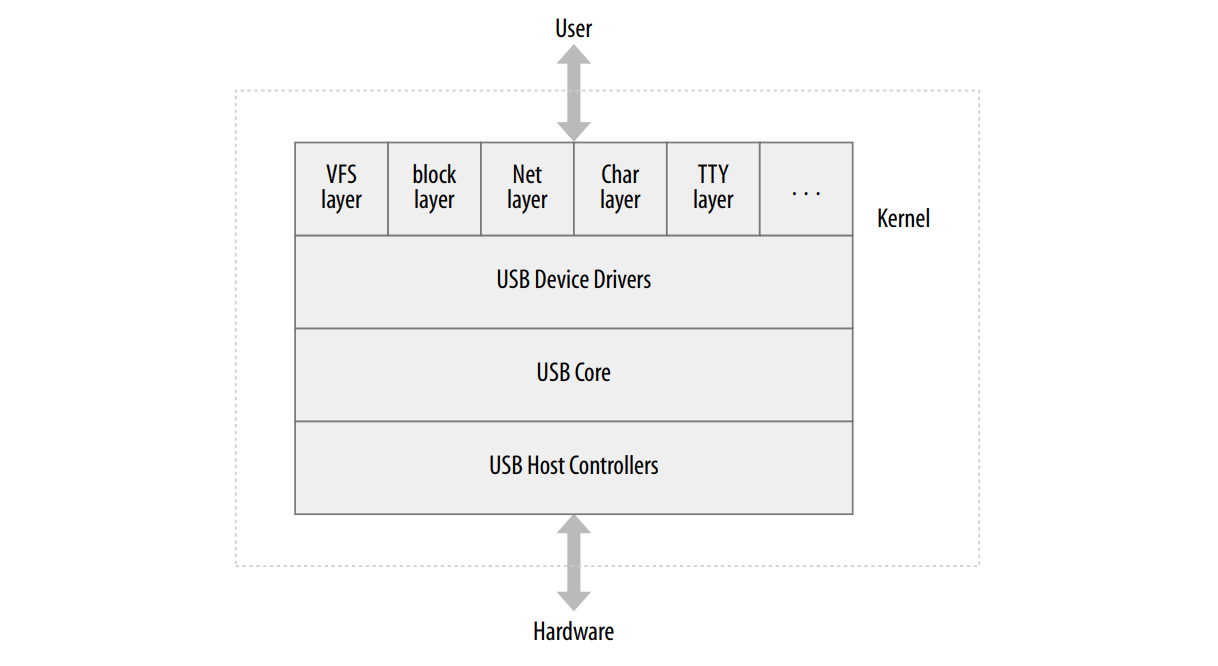 User
VFS
layer
block
layer
Net
layer
Char
layer
TTY
layer
. . .
Kernel
USB Device Drivers
USB Core
USB Host Controllers
Hardware